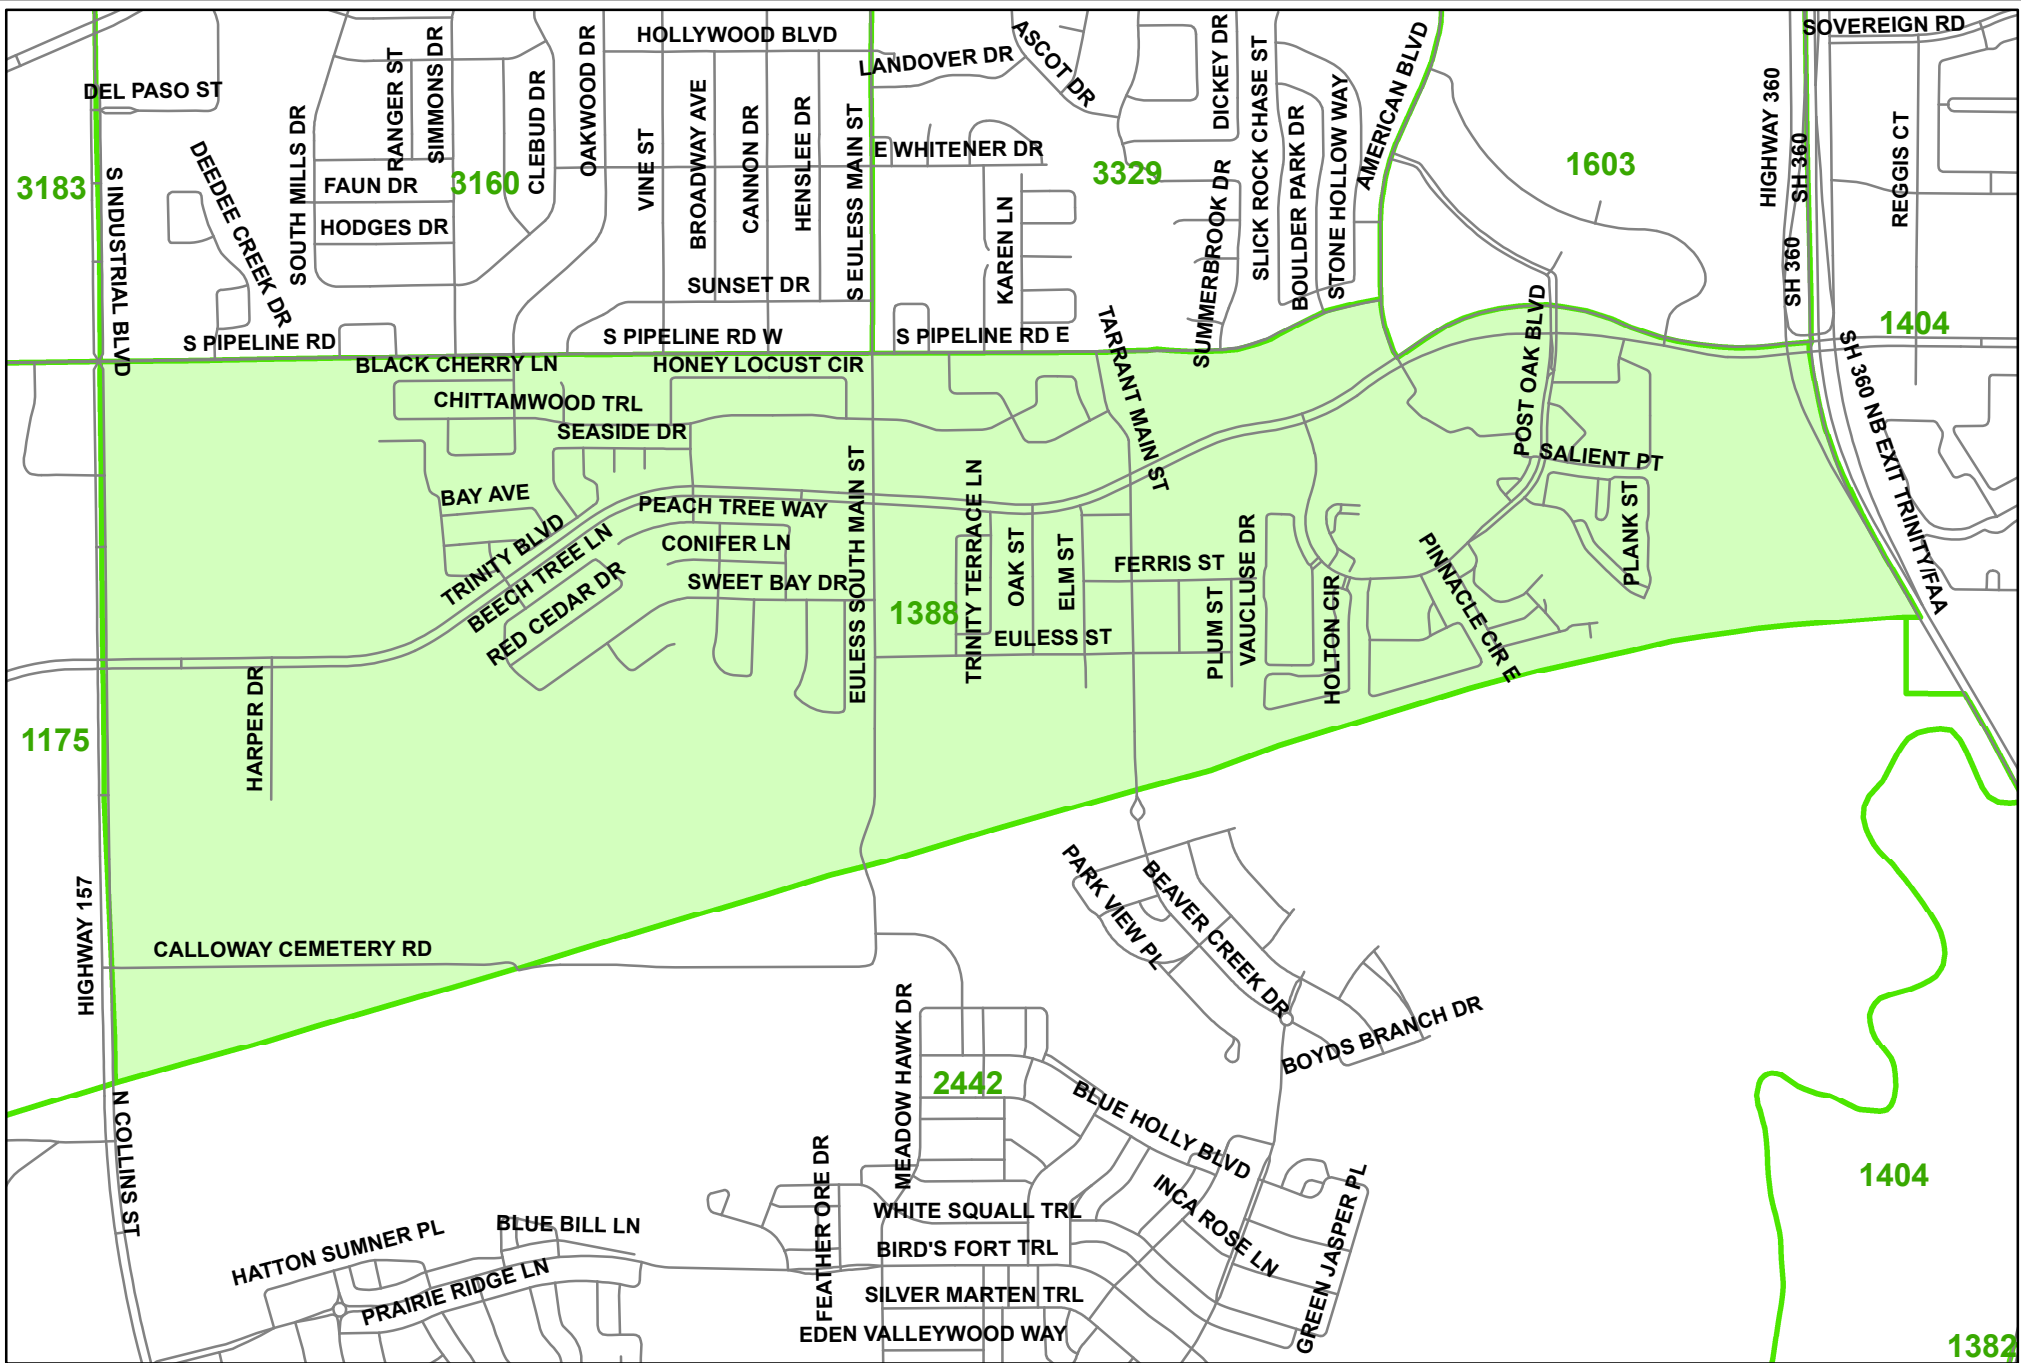 SOVEREIGN RD
HOLLYWOOD BLVD
LANDOVER DR
ASCOT DR
DICKEY DR
SLICK ROCK CHASE ST
BOULDER PARK DR
STONE HOLLOW WAY
AMERICAN BLVD
HIGHWAY 360
SH 360
SH 360
REGGIS CT
DEL PASO ST
SOUTH MILLS DR
RANGER ST
SIMMONS DR
CLEBUD DR
OAKWOOD DR
VINE ST
BROADWAY AVE
CANNON DR
HENSLEE DR
S EULESS MAIN ST
E WHITENER DR
3329
1603
3183
S INDUSTRIAL BLVD
DEEDEE CREEK DR
FAUN DR
3160
HODGES DR
KAREN LN
SUMMERBROOK DR
SUNSET DR
S PIPELINE RD
S PIPELINE RD W
S PIPELINE RD E
TARRANT MAIN ST
POST OAK BLVD
1404
SH 360 NB EXIT TRINITY/FAA
BLACK CHERRY LN
HONEY LOCUST CIR
CHITTAMWOOD TRL
SEASIDE DR
SALIENT PT
BAY AVE
PEACH TREE WAY
EULESS SOUTH MAIN ST
TRINITY TERRACE LN
PLANK ST
TRINITY BLVD
BEECH TREE LN
CONIFER LN
OAK ST
ELM ST
FERRIS ST
VAUCLUSE DR
PINNACLE CIR E
RED CEDAR DR
SWEET BAY DR
1388
EULESS ST
PLUM ST
HOLTON CIR
HARPER DR
1175
HIGHWAY 157
CALLOWAY CEMETERY RD
PARK VIEW PL
BEAVER CREEK DR
BOYDS BRANCH DR
MEADOW HAWK DR
2442
BLUE HOLLY BLVD
N COLLINS ST
FEATHER ORE DR
INCA ROSE LN
GREEN JASPER PL
1404
WHITE SQUALL TRL
BLUE BILL LN
HATTON SUMNER PL
BIRD'S FORT TRL
PRAIRIE RIDGE LN
SILVER MARTEN TRL
EDEN VALLEYWOOD WAY
1382